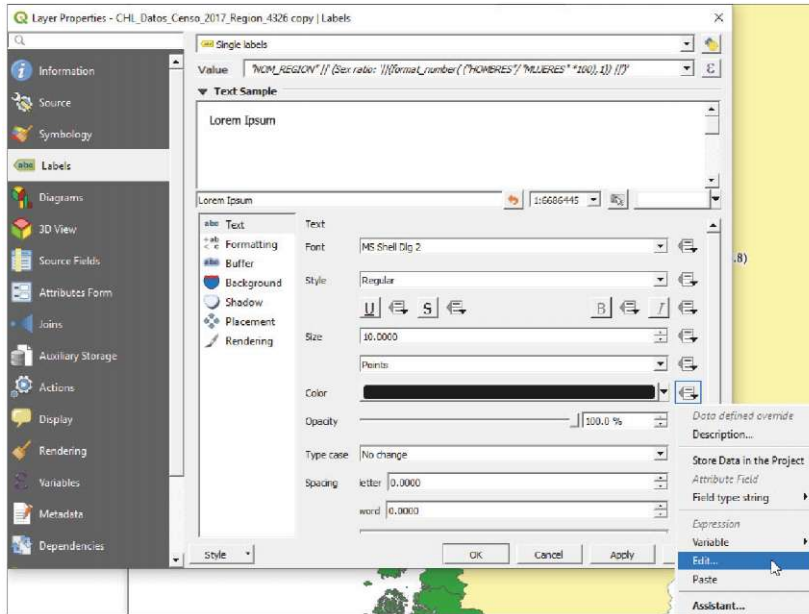 Layer Properties - CHL_Datos_Censo_2017_Region_4326 copy | Labels
Information
Source
Symbology
Labels
Diagrams
3D View
Source Fields
Attributes Form
Joins
Auxiliary Storage
Actions
Display
Rendering
Variables
Metadata
Dependencies
Single labels
Value "NOM_REGION" || ' (Sex ratio: '||(format_number( ("HOMBRES"/ "MUJERES" *100),1)) ||')'
Text Sample
Lorem Ipsum
Lorem Ipsum
1:6686445
Text
Formatting
Buffer
Background
Shadow
Placement
Rendering
Text
Font MS Shell Dlg 2
Style Regular
U S B I
Size 10.0000
Points
Color
Opacity 100.0 %
Type case No change
Spacing letter 0.0000
word 0.0000
Style OK Cancel Apply
.8)
Data defined override
Description...
Store Data in the Project
Attribute Field
Field type: string
Expression
Variable
Edit...
Paste
Assistant...